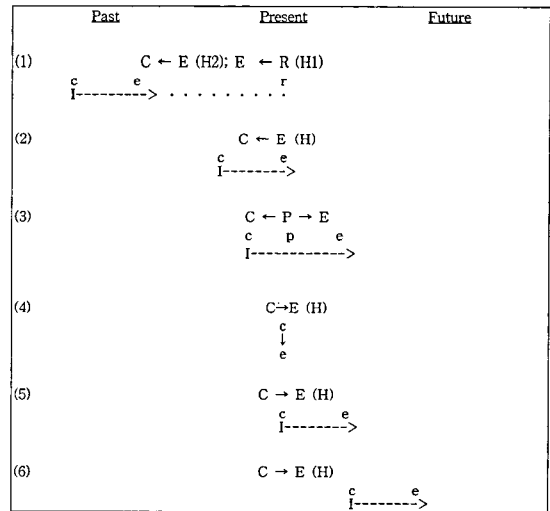 Past Present Future
(1) C ← E (H2); E ← R (H1)
c e r
I------->. . . . . . . . .
(2) C ← E (H)
c e
I------->
(3) C ← P → E
c p e
I----------->
(4) C→E (H)
c
↓
e
(5) C → E (H)
c e
I------->
(6) C → E (H)
c e
I------->